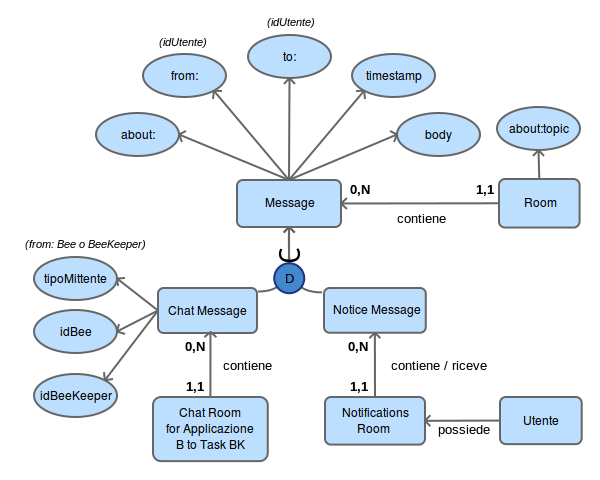 (idUtente)
(idUtente)
to:
from:
timestamp
about:
body
about:topic
Message
0,N
1,1
Room
contiene
(from: Bee o BeeKeeper)
tipoMittente
D
Chat Message
Notice Message
idBee
0,N
0,N
contiene
contiene / riceve
idBeeKeeper
1,1
1,1
Chat Room
for Applicazione
B to Task BK
Notifications
Room
possiede
Utente